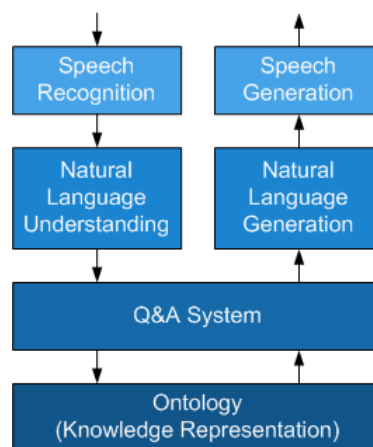 Speech
Recognition
Speech
Generation
Natural
Language
Understanding
Natural
Language
Generation
Q&A System
Ontology
(Knowledge Representation)